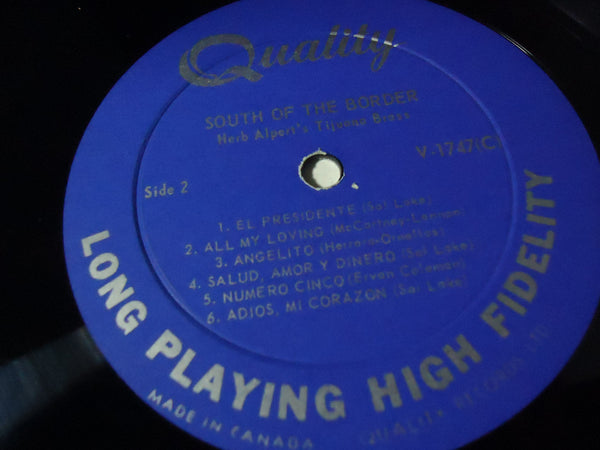 Quality
SOUTH OF THE BORDER
Herb Alpert's Tijuana Brass
V-1747(C)
Side 2
1. EL PRESIDENTE (Sol Lake)
2. ALL MY LOVING (McCartney-Lennon)
3. ANGELITO (Herrera-Ornellas)
4. SALUD, AMOR Y DINERO (Sol Lake)
5. NUMERO CINCO (Ervan Coleman)
6. ADIOS, MI CORAZON (Sol Lake)
LONG PLAYING HIGH FIDELITY
MADE IN CANADA
QUALITY RECORDS LTD.